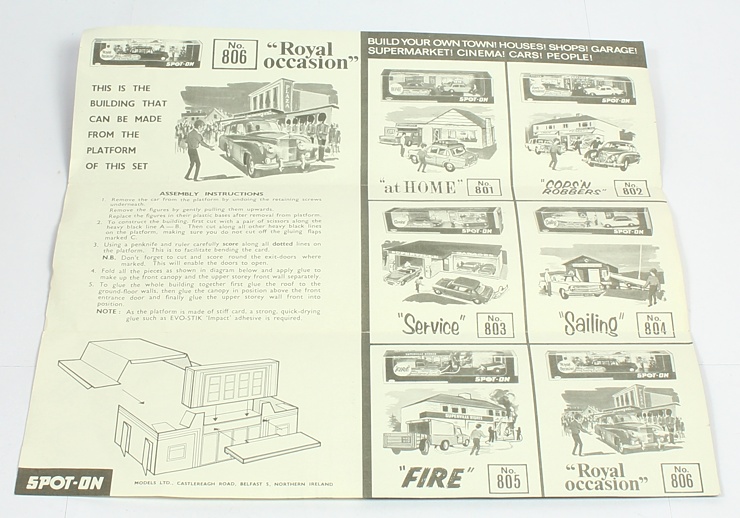 SPOT-ON
No. 806
"Royal occasion"
THIS IS THE
BUILDING THAT
CAN BE MADE
FROM THE
PLATFORM
OF THIS SET
ASSEMBLY INSTRUCTIONS
1. Remove the car from the platform by undoing the retaining screws
underneath.
Remove the figures by gently pulling them upwards.
Replace the figures in their plastic bases after removal from platform.
2. To construct the building, first cut with a pair of scissors along the
heavy black line A—B. Then cut along all other heavy black lines
on the platform, making sure you do not cut off the glueing flaps
marked C.
3. Using a penknife and ruler carefully score along all dotted lines on
the platform. This is to facilitate bending the card.
N.B. Don't forget to cut and score round the exit-doors where
marked. This will enable the doors to open.
4. Fold all the pieces as shown in diagram below and apply glue to
make up the front canopy and the upper storey front wall separately.
5. To glue the whole building together first glue the roof to the
ground-floor walls, then glue the canopy in position above the front
entrance door and finally glue the upper storey wall front into
position.
NOTE: As the platform is made of stiff card, a strong, quick-drying
glue such as EVO-STIK 'Impact' adhesive is required.
SPOT-ON
MODELS LTD., CASTLEREAGH ROAD, BELFAST 5, NORTHERN IRELAND.
BUILD YOUR OWN TOWN! HOUSES! SHOPS! GARAGE!
SUPERMARKET! CINEMA! CARS! PEOPLE!
SPOT-ON
"at HOME"
No. 801
SPOT-ON
"COPS'N ROBBERS"
No. 802
SPOT-ON
"Service"
No. 803
SPOT-ON
"Sailing"
No. 804
FIRE
SPOT-ON
"FIRE"
No. 805
SPOT-ON
"Royal occasion"
No. 806